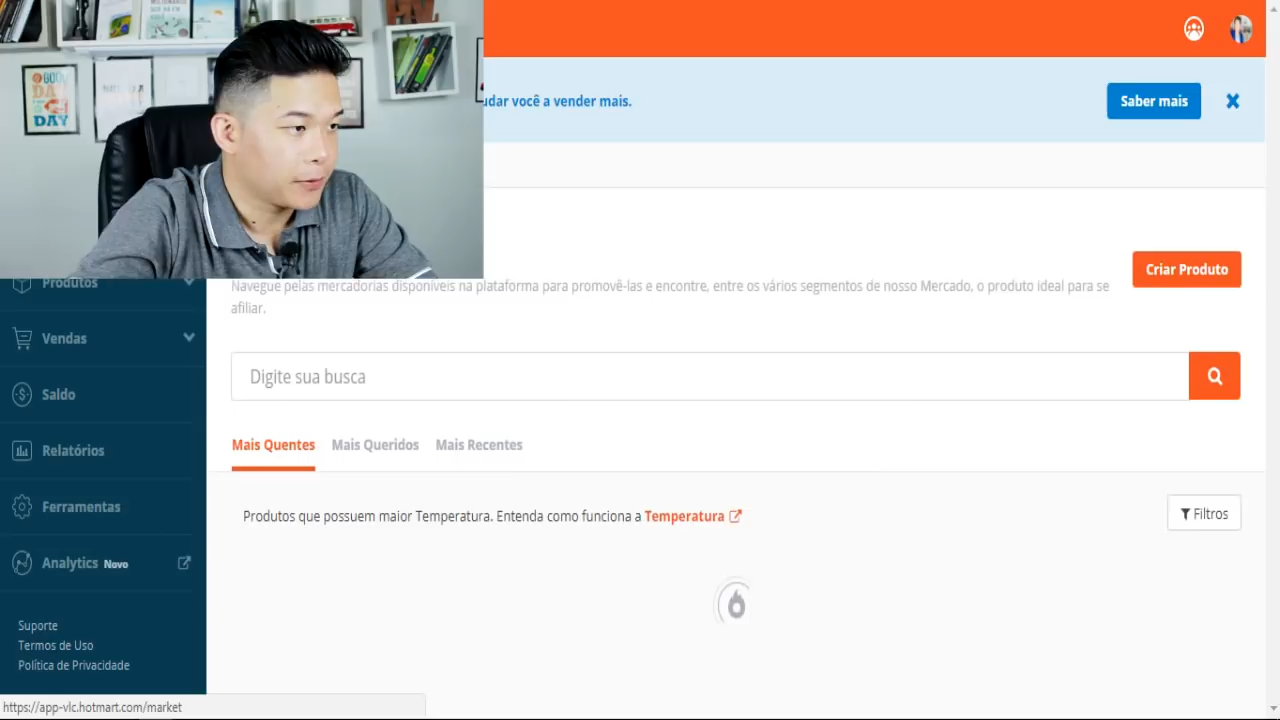 GOOD
DAY
DAY
udar você a vender mais.
Saber mais
Criar Produto
Navegue pelas mercadorias disponíveis na plataforma para promovê-las e encontre, entre os vários segmentos de nosso Mercado, o produto ideal para se
afiliar.
Produtos
Vendas
Saldo
Relatórios
Ferramentas
Analytics Novo
Suporte
Termos de Uso
Política de Privacidade
Digite sua busca
Mais Quentes Mais Queridos Mais Recentes
Produtos que possuem maior Temperatura. Entenda como funciona a Temperatura
Filtros
https://app-vlc.hotmart.com/market